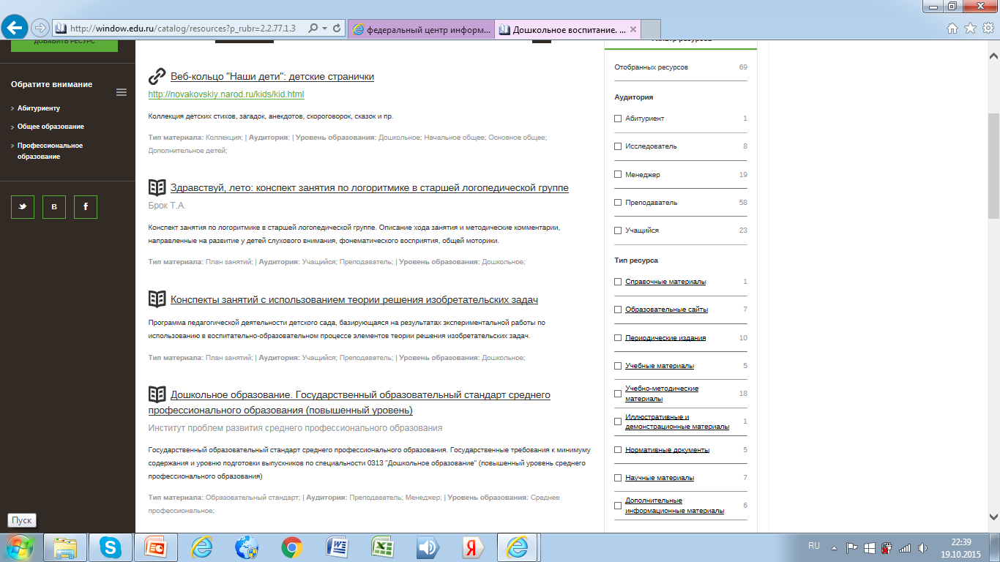 http://window.edu.ru/catalog/resources?p_rubr=2.2.77.1.3
федеральный центр информ...
Дошкольное воспитание. ...
ДОБАВИТЬ РЕСУРС
Обратите внимание
Абитуриенту
Общее образование
Профессиональное
образование
Веб-кольцо "Наши дети": детские странички
http://novakovskiy.narod.ru/kids/kid.html
Коллекция детских стихов, загадок, анекдотов, скороговорок, сказок и пр.
Тип материала: Коллекция; | Аудитория: | Уровень образования: Дошкольное; Начальное общее; Основное общее;
Дополнительное детей;
Здравствуй, лето: конспект занятия по логоритмике в старшей логопедической группе
Брок Т.А.
Конспект занятия по логоритмике в старшей логопедической группе. Описание хода занятия и методические комментарии,
направленные на развитие у детей слухового внимания, фонематического восприятия, общей моторики.
Тип материала: План занятий; | Аудитория: Учащийся; Преподаватель; | Уровень образования: Дошкольное;
Конспекты занятий с использованием теории решения изобретательских задач
Программа педагогической деятельности детского сада, базирующаяся на результатах экспериментальной работы по
использованию в воспитательно-образовательном процессе элементов теории решения изобретательских задач.
Тип материала: План занятий; | Аудитория: Учащийся; Преподаватель; | Уровень образования: Дошкольное;
Дошкольное образование. Государственный образовательный стандарт среднего
профессионального образования (повышенный уровень)
Институт проблем развития среднего профессионального образования
Государственный образовательный стандарт среднего профессионального образования. Государственные требования к минимуму
содержания и уровню подготовки выпускников по специальности 0313 "Дошкольное образование" (повышенный уровень среднего
профессионального образования)
Тип материала: Образовательный стандарт; | Аудитория: Преподаватель; Менеджер; | Уровень образования: Среднее
профессиональное;
Отобранных ресурсов 69
Аудитория
Абитуриент 1
Исследователь 8
Менеджер 19
Преподаватель 58
Учащийся 23
Тип ресурса
Справочные материалы 1
Образовательные сайты 7
Периодические издания 10
Учебные материалы 5
Учебно-методические
материалы 18
Иллюстративные и
демонстрационные материалы 1
Нормативные документы 5
Научные материалы 7
Дополнительные
информационные материалы 6
Пуск
RU
22:39
19.10.2015